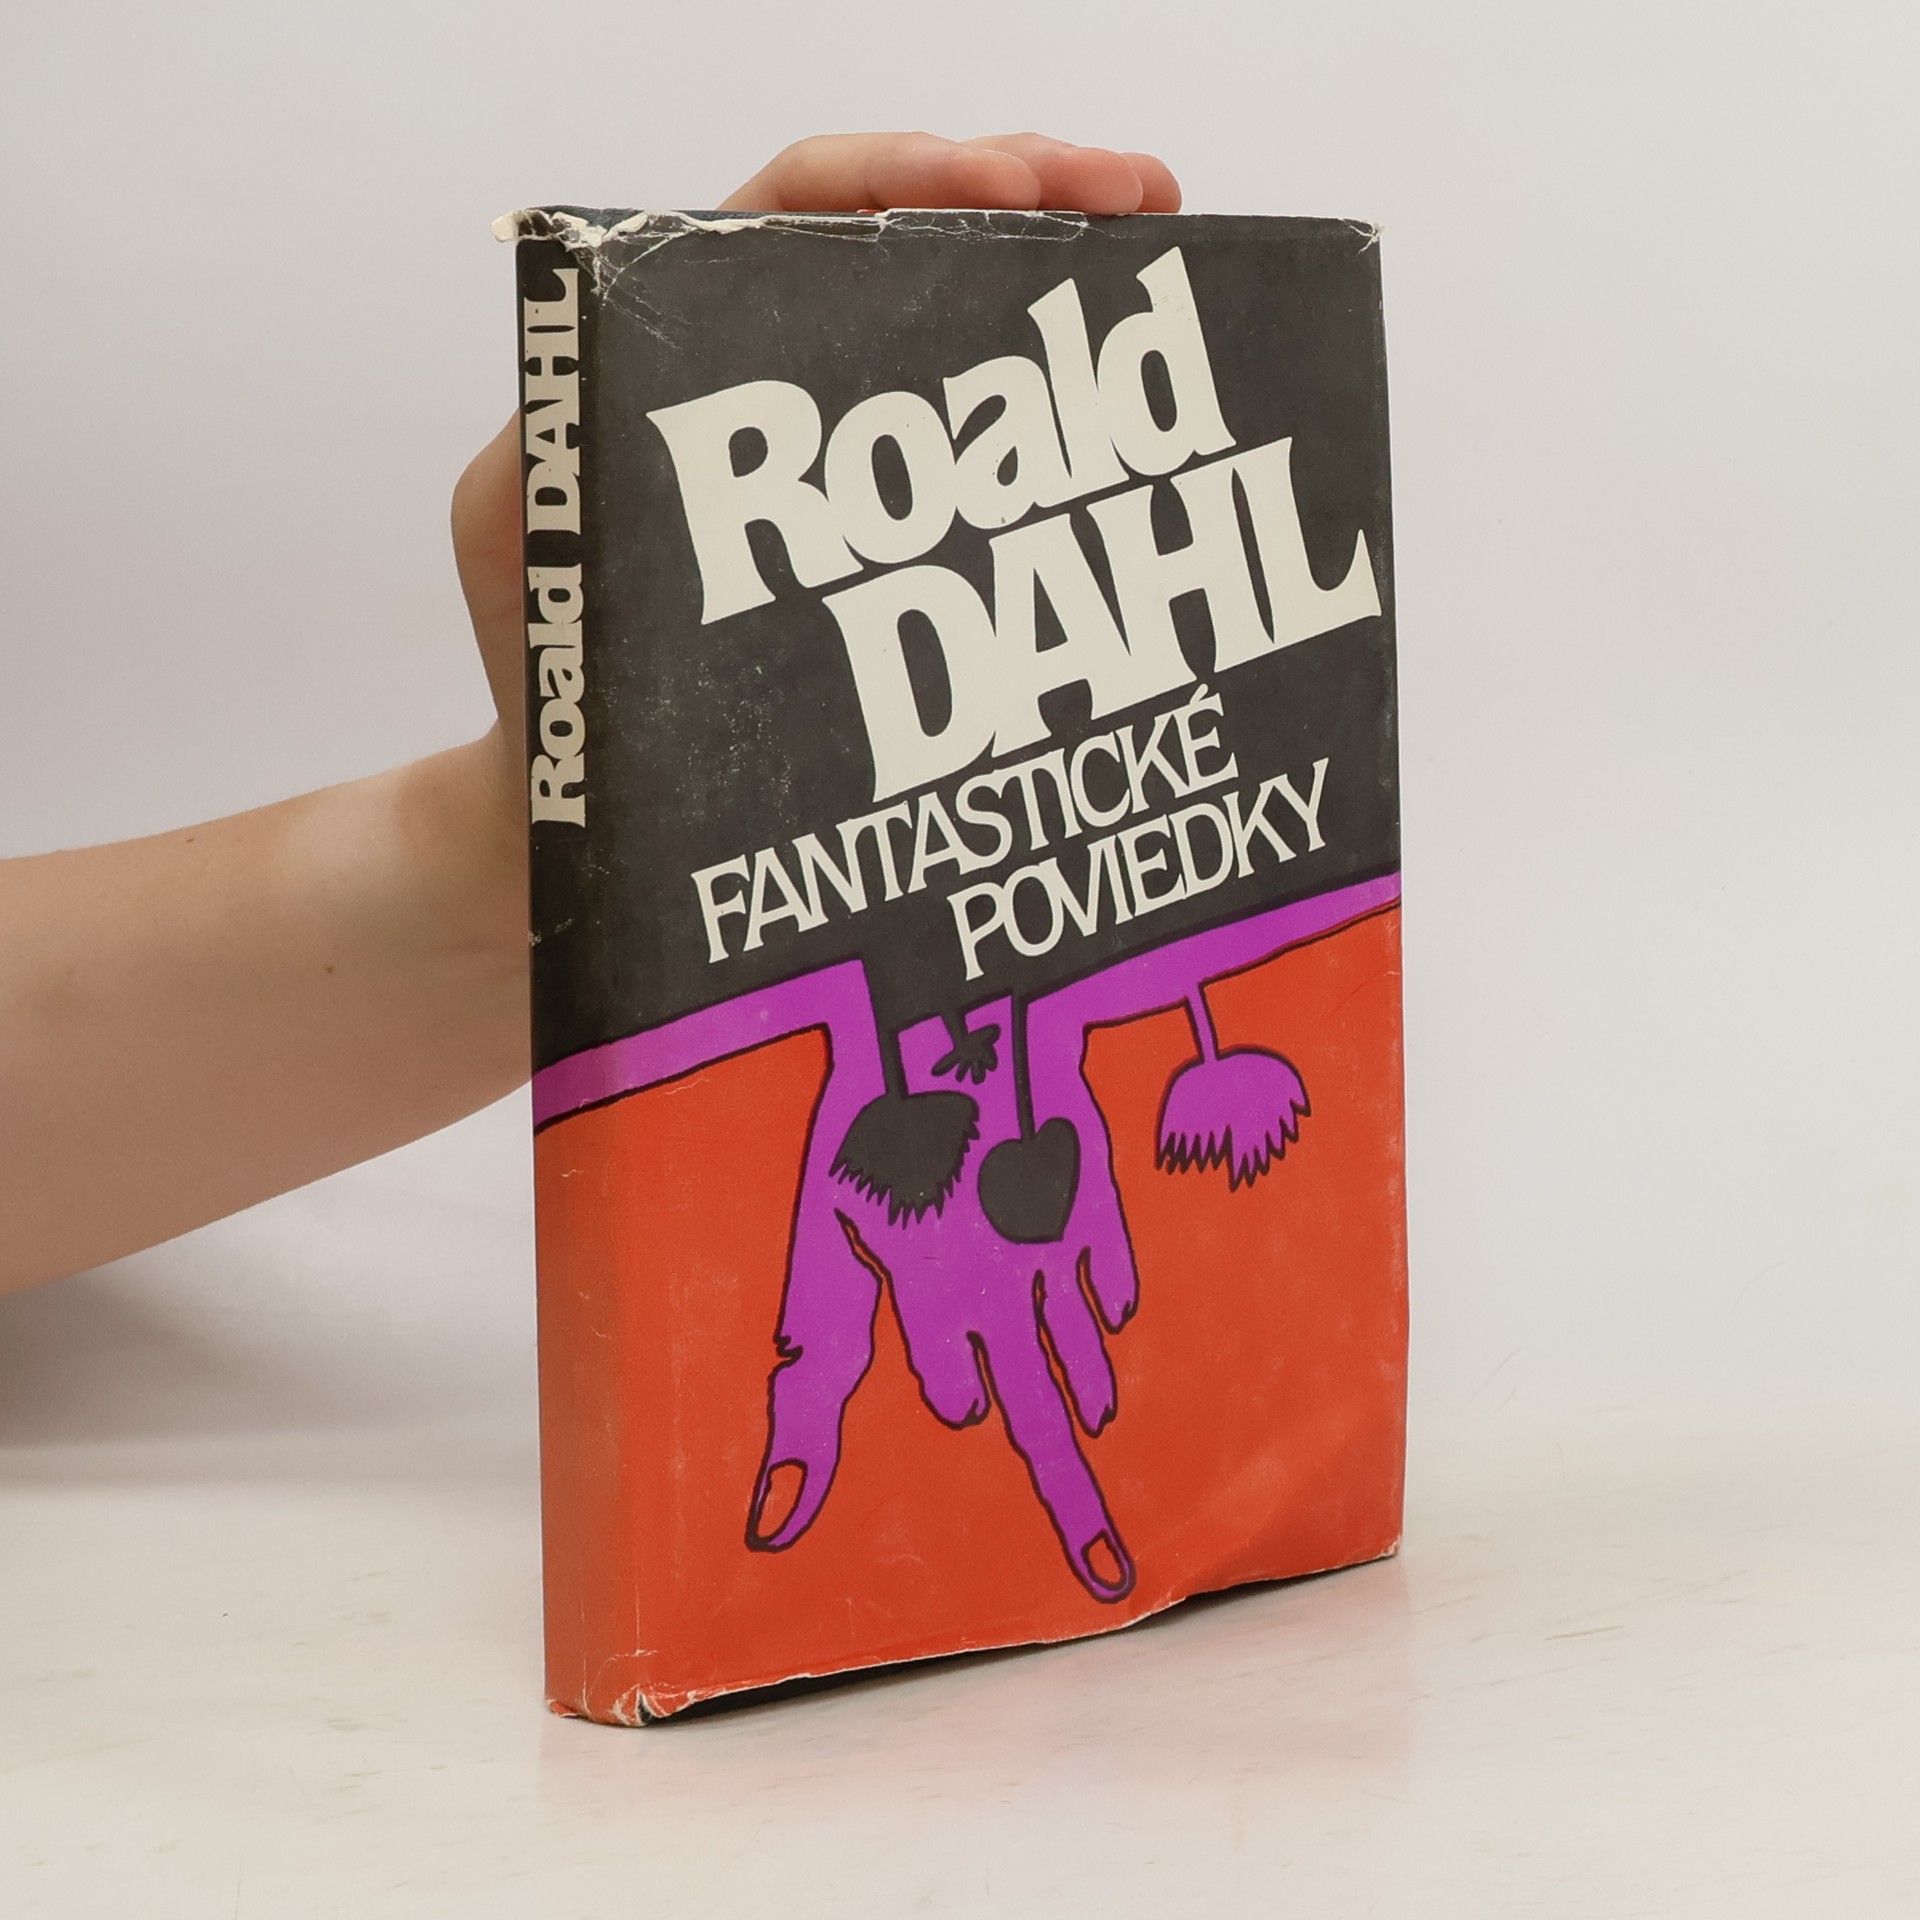 Roald DAHL
Roald
DAHL
FANTASTICKÉ
POVIEDKY